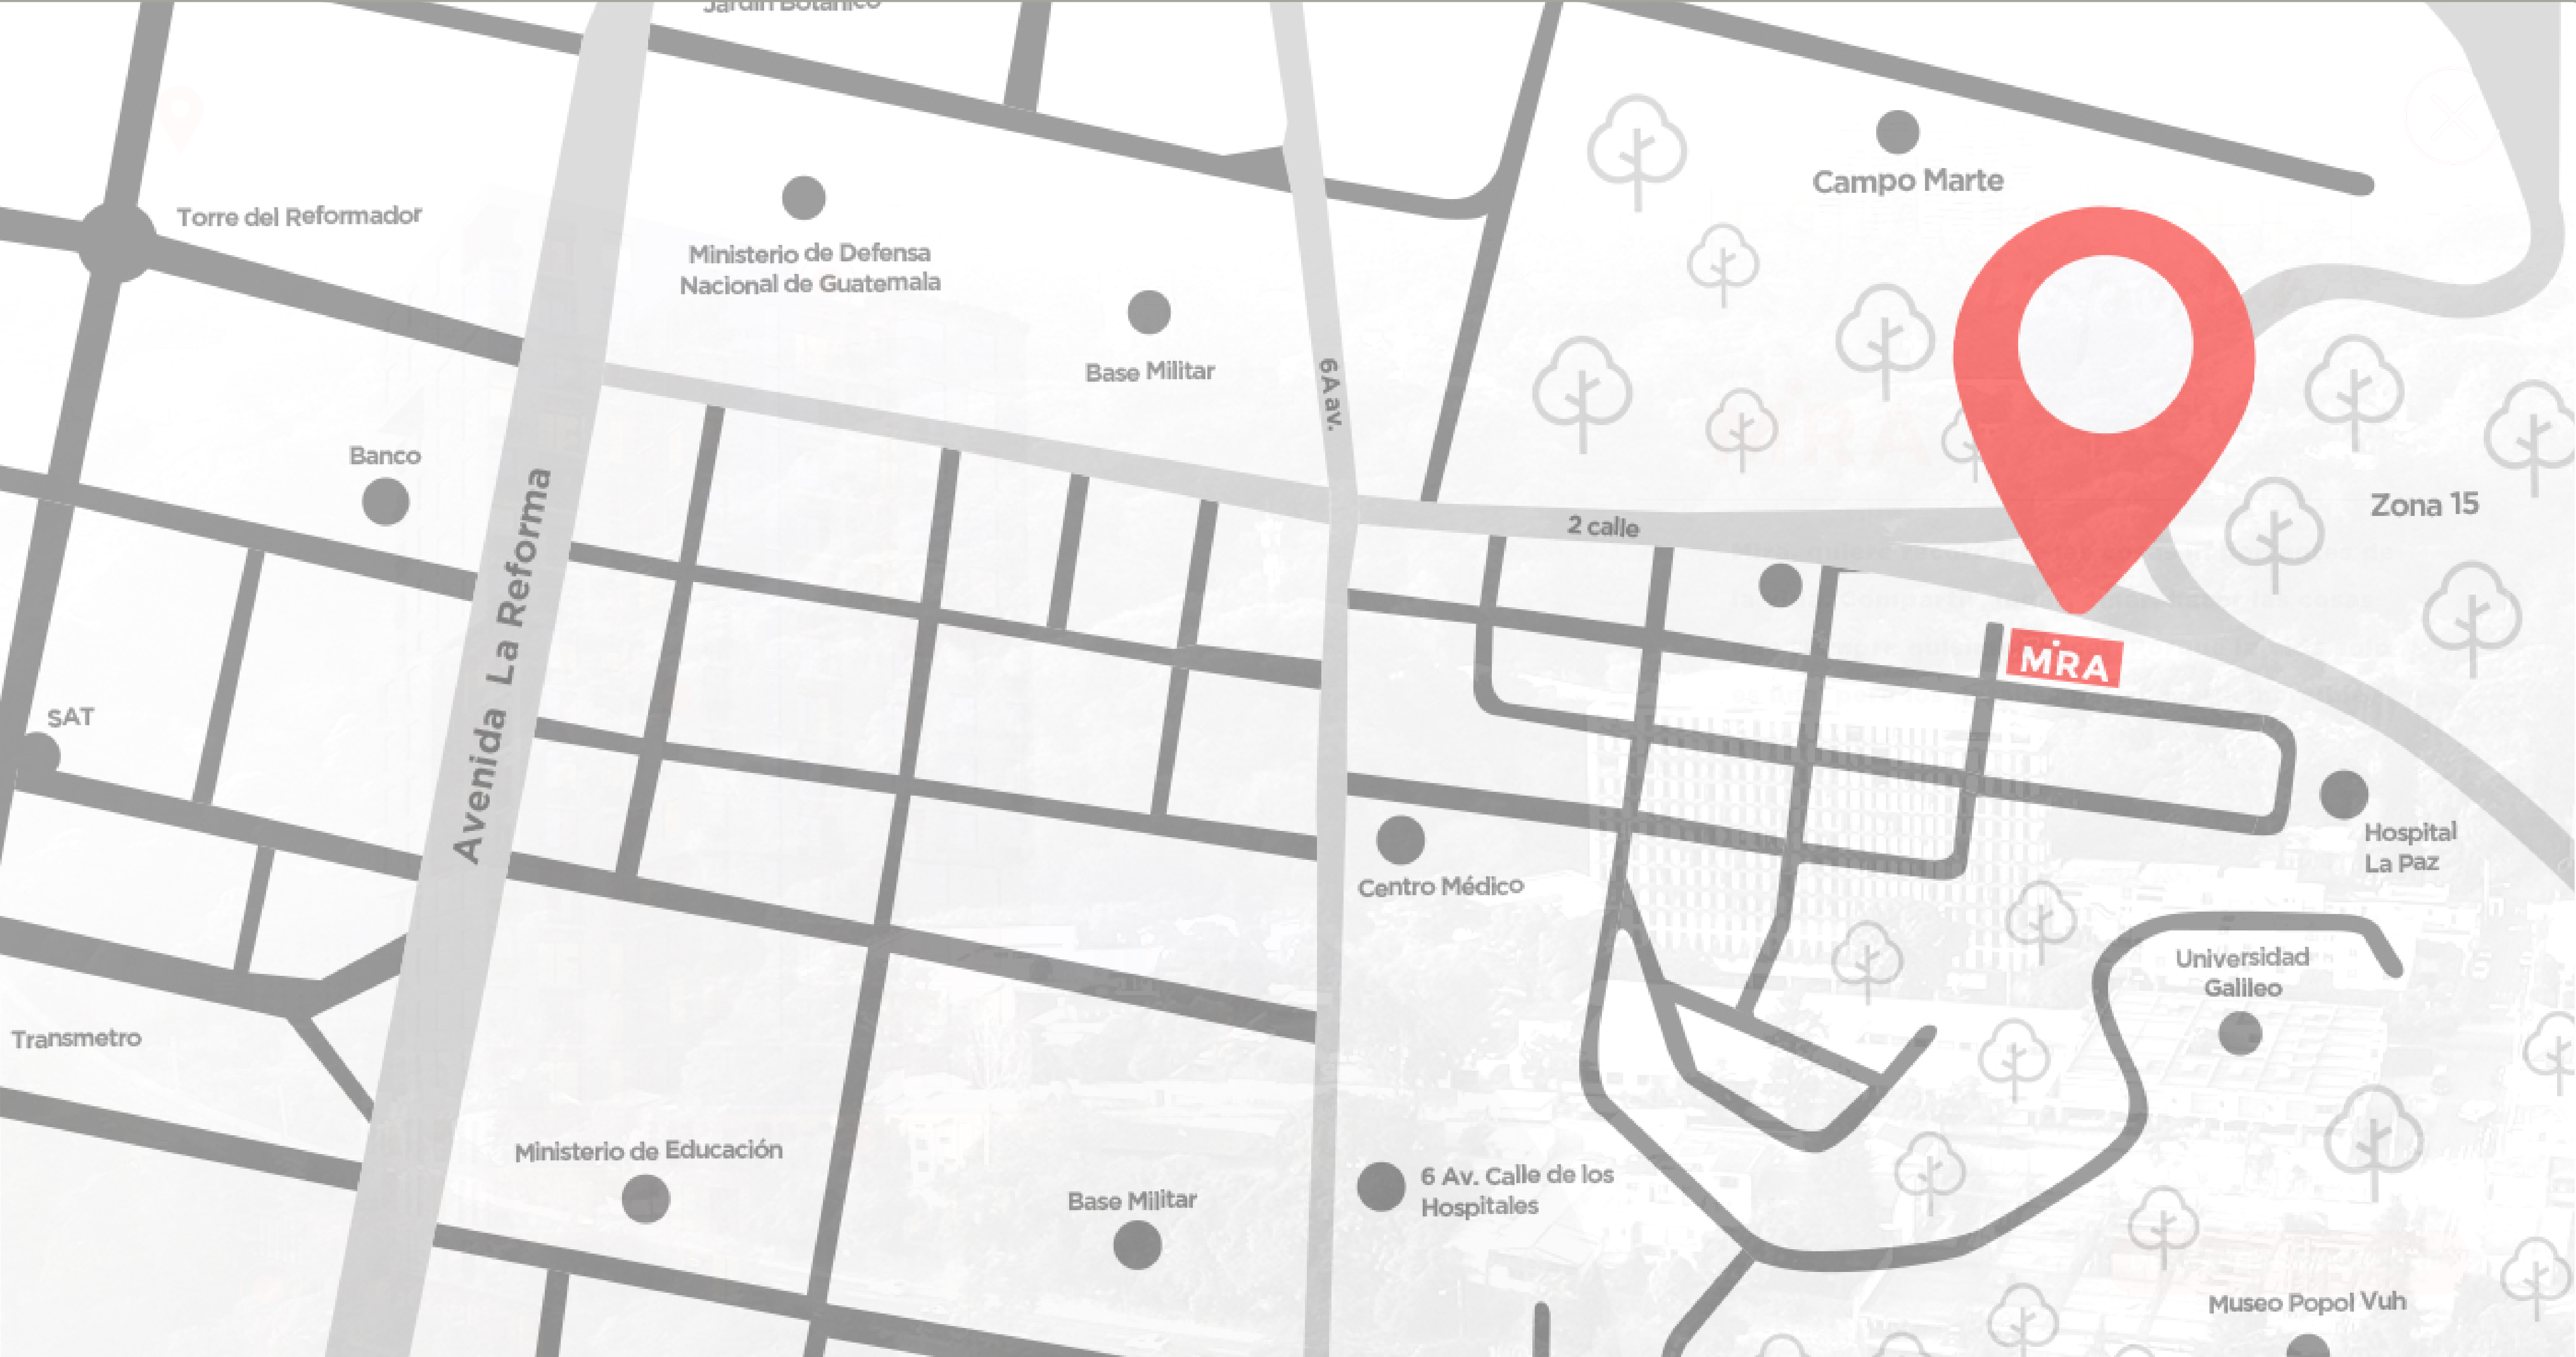 Jardín Botánico
Campo Marte
Torre del Reformador
Ministerio de Defensa
Nacional de Guatemala
Base Militar
6A av.
Banco
Zona 15
2 calle
Avenida La Reforma
MIRA
SAT
Hospital
La Paz
Centro Médico
Universidad
Galileo
Transmetro
Ministerio de Educación
Base Militar
6 Av. Calle de los
Hospitales
Museo Popol Vuh